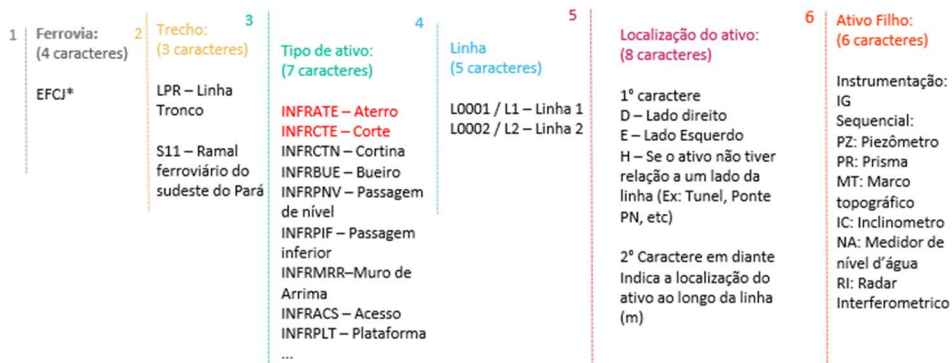 1
Ferrovia:
(4 caracteres)
EFCJ*
2
Trecho:
(3 caracteres)
LPR – Linha
Tronco
S11 – Ramal
ferroviário do
sudeste do Pará
3
Tipo de ativo:
(7 caracteres)
INFRATE – Aterro
INFRCTE – Corte
INFRCTN – Cortina
INFRBUE – Bueiro
INFRPNV – Passagem
de nível
INFRPIF – Passagem
inferior
INFRMRR–Muro de
Arrima
INFRACS – Acesso
INFRPLT – Plataforma
...
4
Linha
(5 caracteres)
L0001 / L1 – Linha 1
L0002 / L2 – Linha 2
5
Localização do ativo:
(8 caracteres)
1° caractere
D – Lado direito
E – Lado Esquerdo
H – Se o ativo não tiver
relação a um lado da
linha (Ex: Tunel, Ponte
PN, etc)
2° Caractere em diante
Indica a localização do
ativo ao longo da linha
(m)
6
Ativo Filho:
(6 caracteres)
Instrumentação:
IG
Sequencial:
PZ: Piezômetro
PR: Prisma
MT: Marco
topográfico
IC: Inclinometro
NA: Medidor de
nível d’água
RI: Radar
Interferometrico